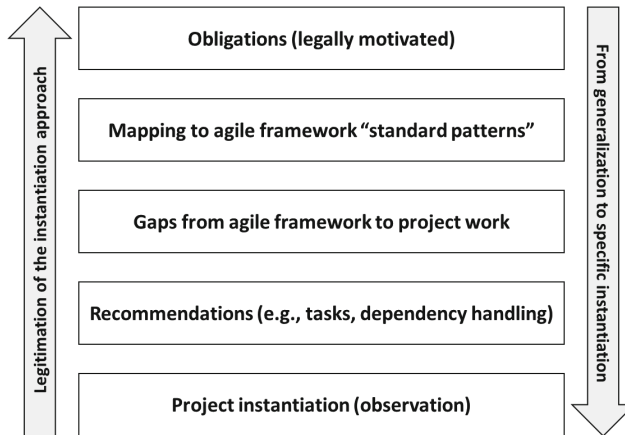 Legitimation of the instantiation approach
Obligations (legally motivated)
Mapping to agile framework “standard patterns”
Gaps from agile framework to project work
Recommendations (e.g., tasks, dependency handling)
Project instantiation (observation)
From generalization to specific instantiation